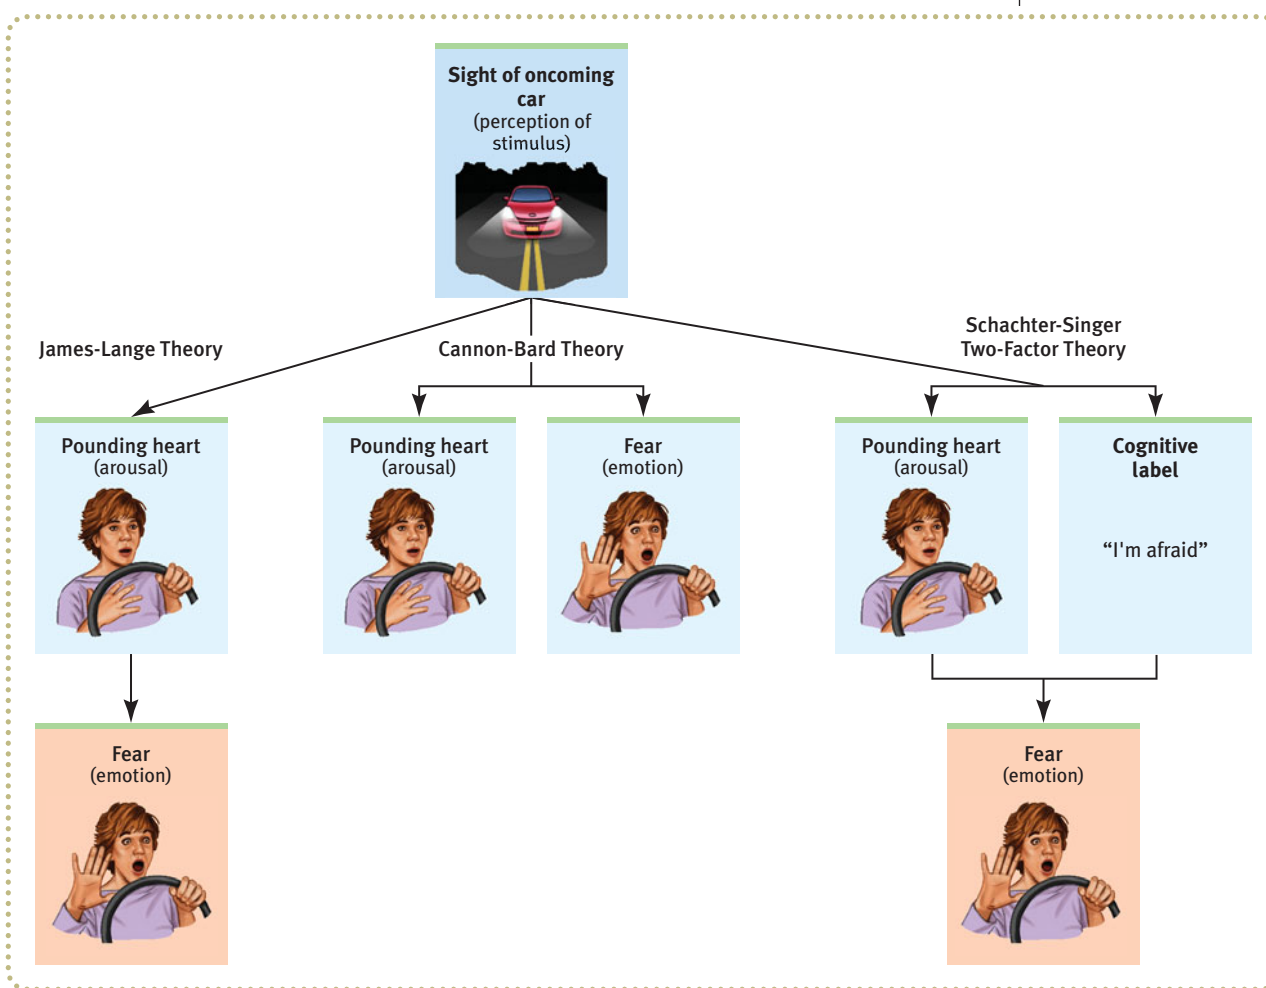 Sight of oncoming
car
(perception of
stimulus)
James-Lange Theory
Cannon-Bard Theory
Schachter-Singer
Two-Factor Theory
Pounding heart
(arousal)
Pounding heart
(arousal)
Fear
(emotion)
Pounding heart
(arousal)
Cognitive
label
“I'm afraid”
Fear
(emotion)
Fear
(emotion)